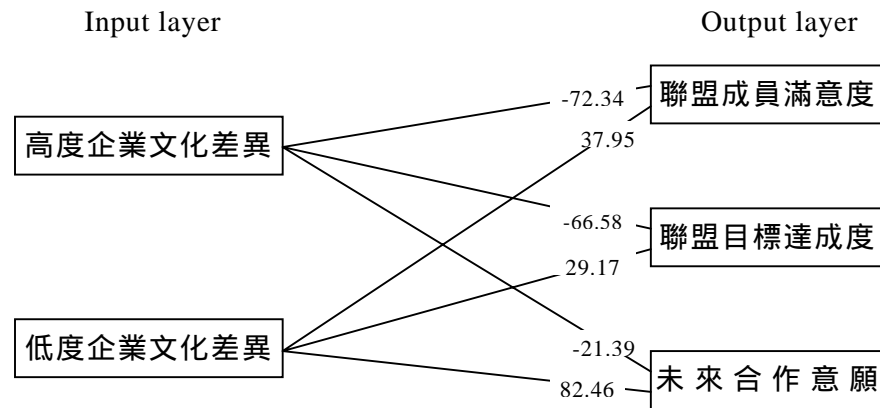 Input layer
Output layer
高度企業文化差異
低度企業文化差異
-72.34
37.95
-66.58
29.17
-21.39
82.46
聯盟成員滿意度
聯盟目標達成度
未來合作意願